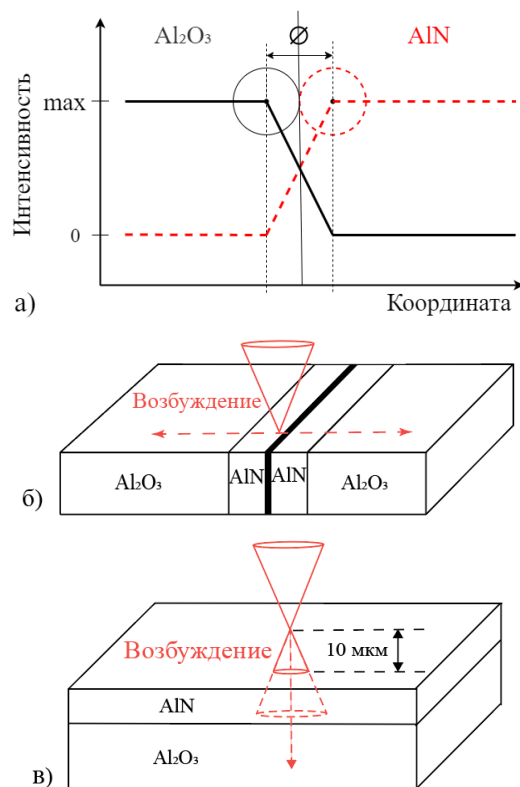 Al₂O₃ Ø AlN
Интенсивность
max
0
а)
Координата
Возбуждение
Al₂O₃ AlN AlN Al₂O₃
б)
Возбуждение
10 мкм
AlN
Al₂O₃
в)